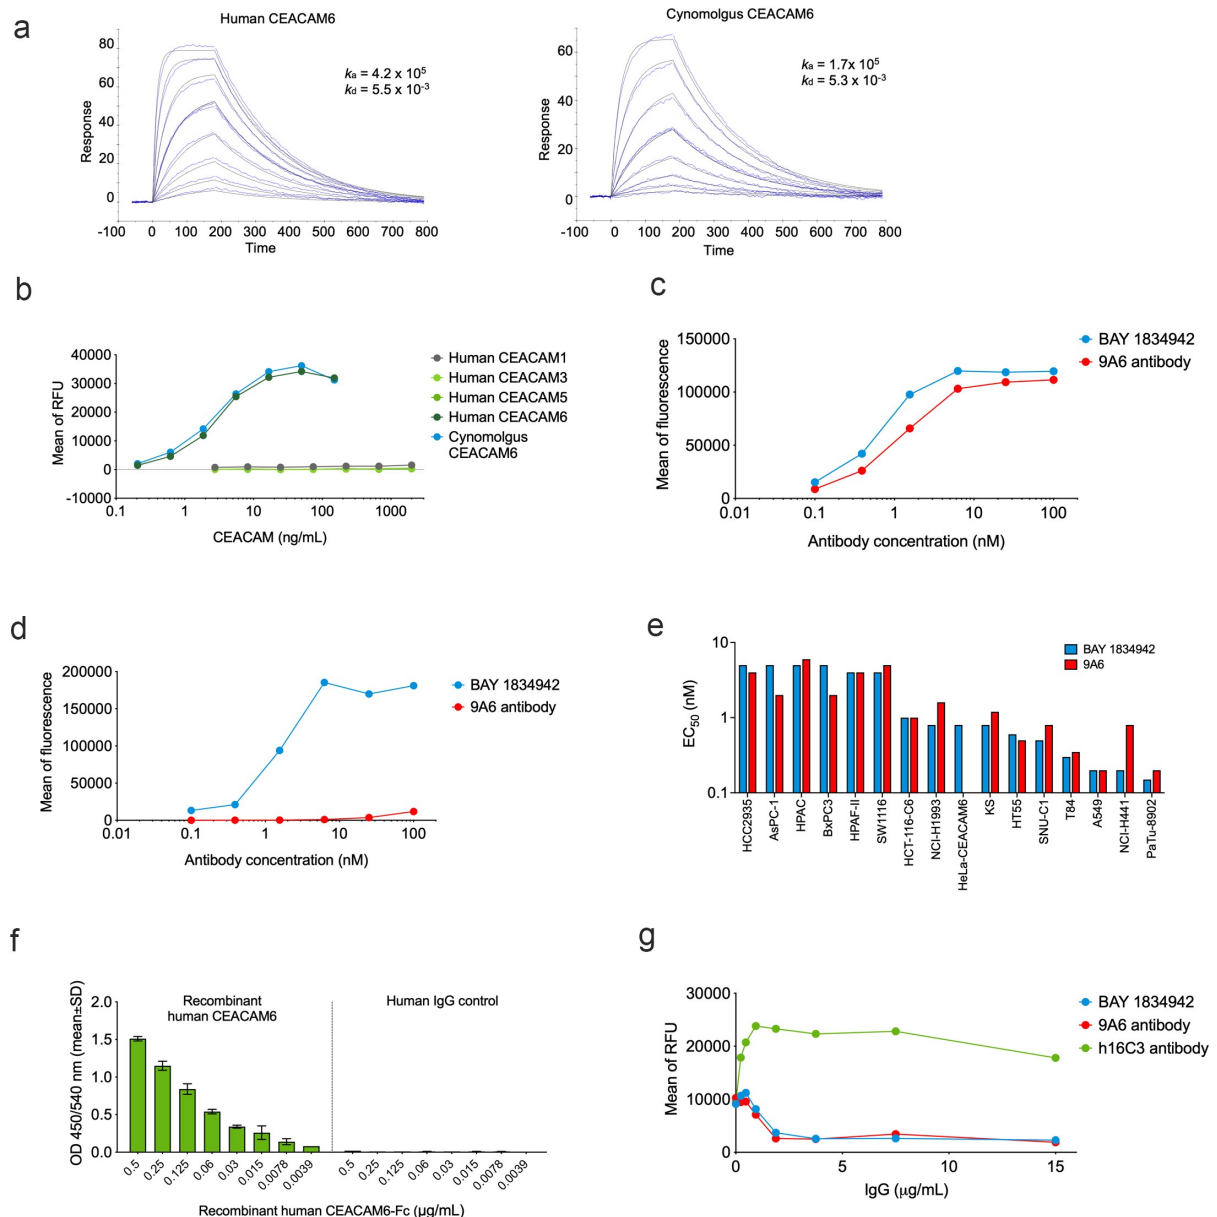 a
Human CEACAM6
Cynomolgus CEACAM6
Response
80
60
40
20
0
kₐ = 4.2 x 10⁵
k_d = 5.5 x 10⁻³
-100 0 100 200 300 400 500 600 700 800
Time
Response
60
40
20
0
kₐ = 1.7x 10⁵
k_d = 5.3 x 10⁻³
-100 0 100 200 300 400 500 600 700 800
Time
b
Mean of RFU
40000
30000
20000
10000
0
-10000
0.1 1 10 100 1000
CEACAM (ng/mL)
Human CEACAM1
Human CEACAM3
Human CEACAM5
Human CEACAM6
Cynomolgus
CEACAM6
c
Mean of fluorescence
150000
100000
50000
0
0.01 0.1 1 10 100
Antibody concentration (nM)
BAY 1834942
9A6 antibody
d
Mean of fluorescence
200000
150000
100000
50000
0
0.01 0.1 1 10 100
Antibody concentration (nM)
BAY 1834942
9A6 antibody
e
EC₅₀ (nM)
10
1
0.1
BAY 1834942
9A6
HCC2935
AsPC-1
HPAC
BxPC3
HPAF-II
SW1116
HCT-116-C6
NCI-H1993
HeLa-CEACAM6
KS
HT55
SNU-C1
T84
A549
NCI-H441
PaTu-8902
f
OD 450/540 nm (mean±SD)
2.0
1.5
1.0
0.5
0.0
Recombinant
human CEACAM6
Human IgG control
0.5 0.25 0.125 0.06 0.03 0.015 0.0078 0.0039 0.5 0.25 0.125 0.06 0.03 0.015 0.0078 0.0039
Recombinant human CEACAM6-Fc (µg/mL)
g
Mean of RFU
30000
20000
10000
0
0 5 10 15
IgG (µg/mL)
BAY 1834942
9A6 antibody
h16C3 antibody